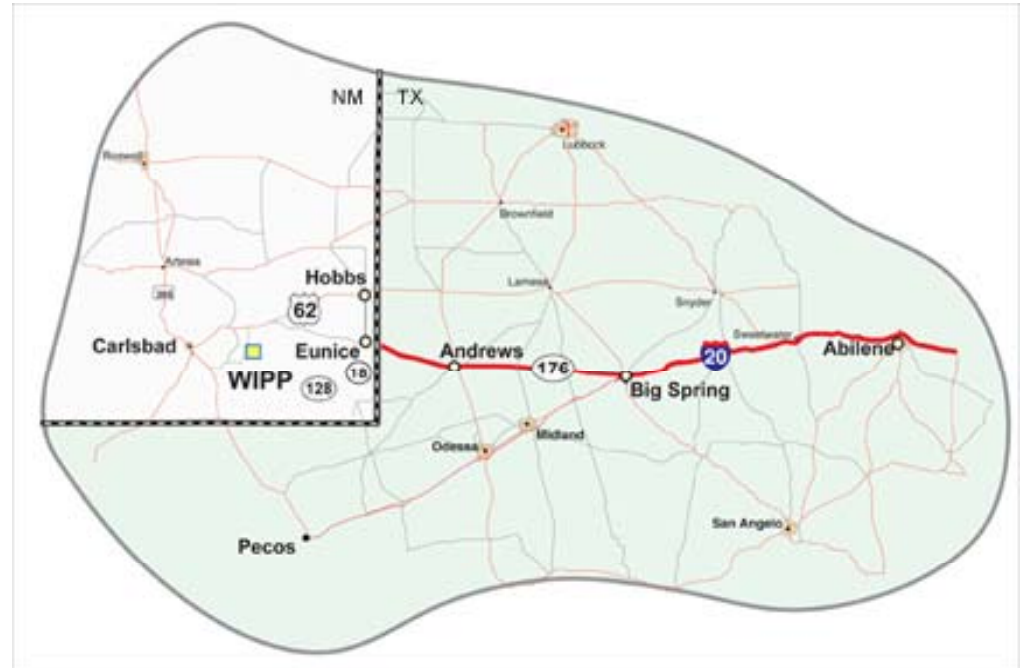 NM TX
Lubbock
Roswell
Brownfield
Artesia
Hobbs
285
62
Lamesa
Snyder
Carlsbad
Eunice
WIPP
18
128
Andrews
176
Big Spring
20
Sweetwater
Abilene
Midland
Odessa
San Angelo
Pecos